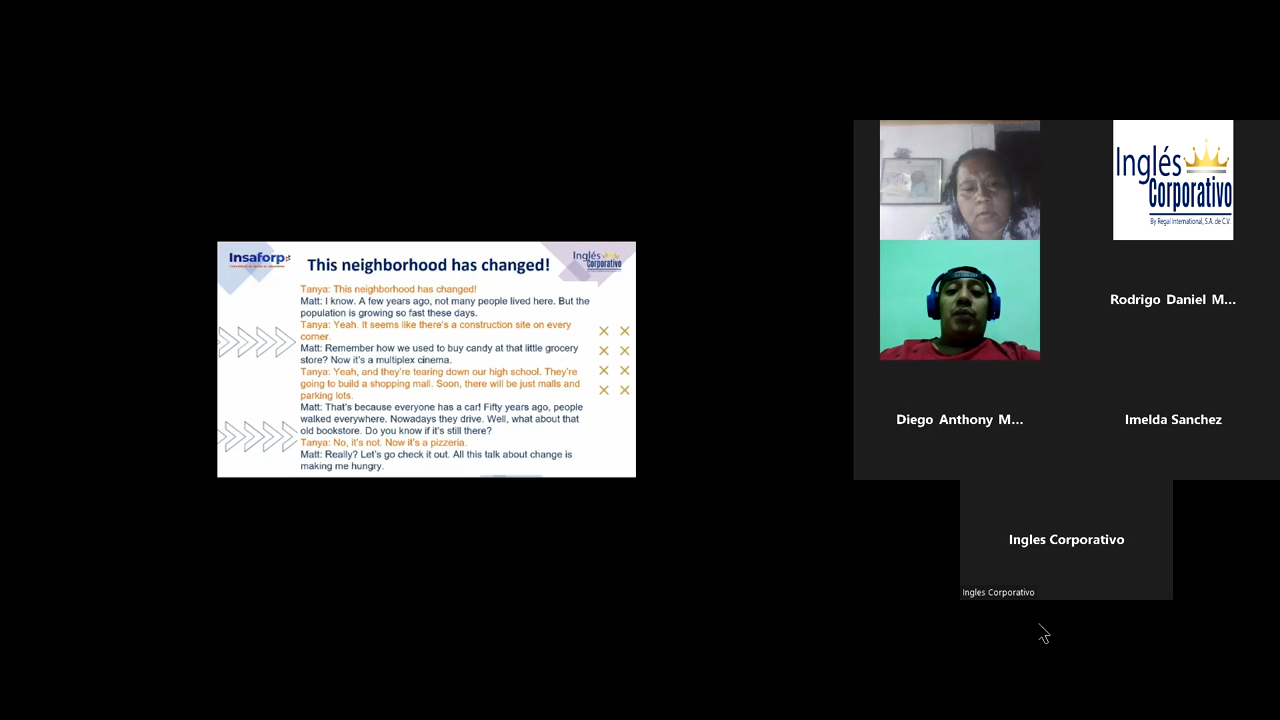 Insaforp
This neighborhood has changed!
Inglés
Corporativo
Tanya: This neighborhood has changed!
Matt: I know. A few years ago, not many people lived here. But the
population is growing so fast these days.
Tanya: Yeah. It seems like there's a construction site on every
corner.
Matt: Remember how we used to buy candy at that little grocery
store? Now it's a multiplex cinema.
Tanya: Yeah, and they're tearing down our high school. They're
going to build a shopping mall. Soon, there will be just malls and
parking lots.
Matt: That's because everyone has a car! Fifty years ago, people
walked everywhere. Nowadays they drive. Well, what about that
old bookstore. Do you know if it's still there?
Tanya: No, it's not. Now it's a pizzeria.
Matt: Really? Let's go check it out. All this talk about change is
making me hungry.
Inglés
Corporativo
By Regal International, S.A. de C.V.
Rodrigo Daniel M...
Diego Anthony M...
Imelda Sanchez
Ingles Corporativo
Ingles Corporativo